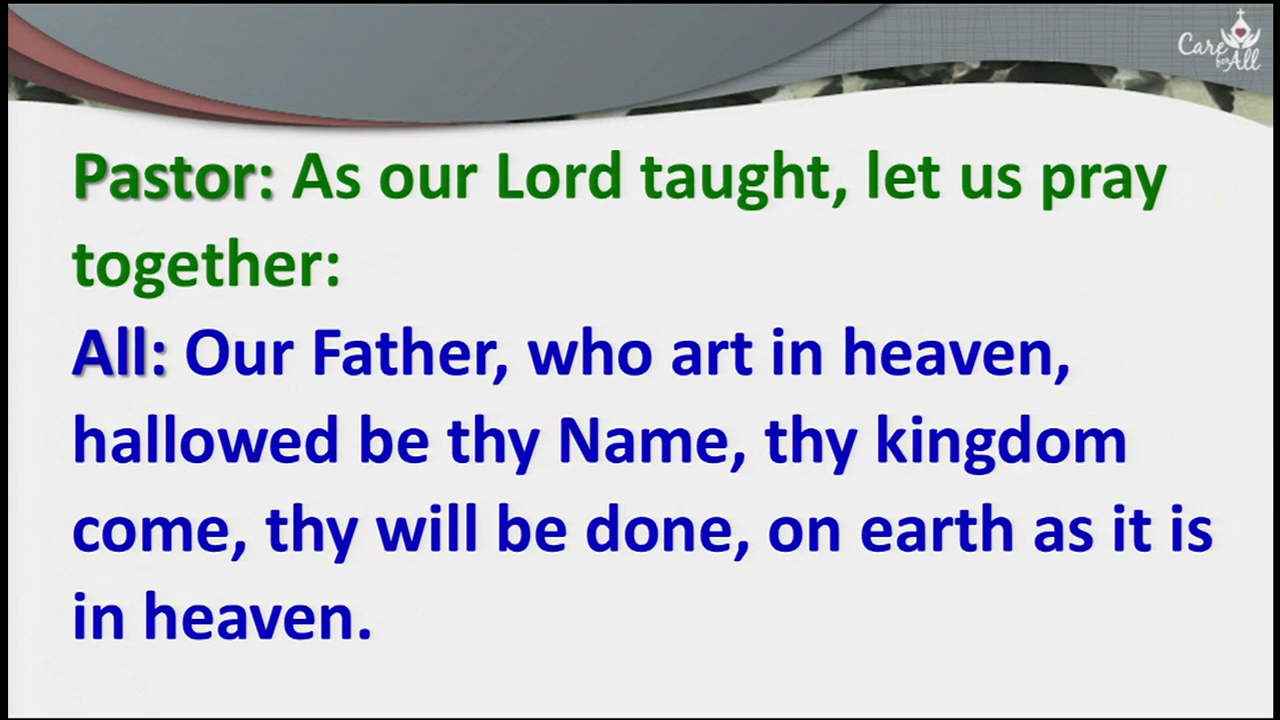 Care
for All
Pastor: As our Lord taught, let us pray
together:
All: Our Father, who art in heaven,
hallowed be thy Name, thy kingdom
come, thy will be done, on earth as it is
in heaven.